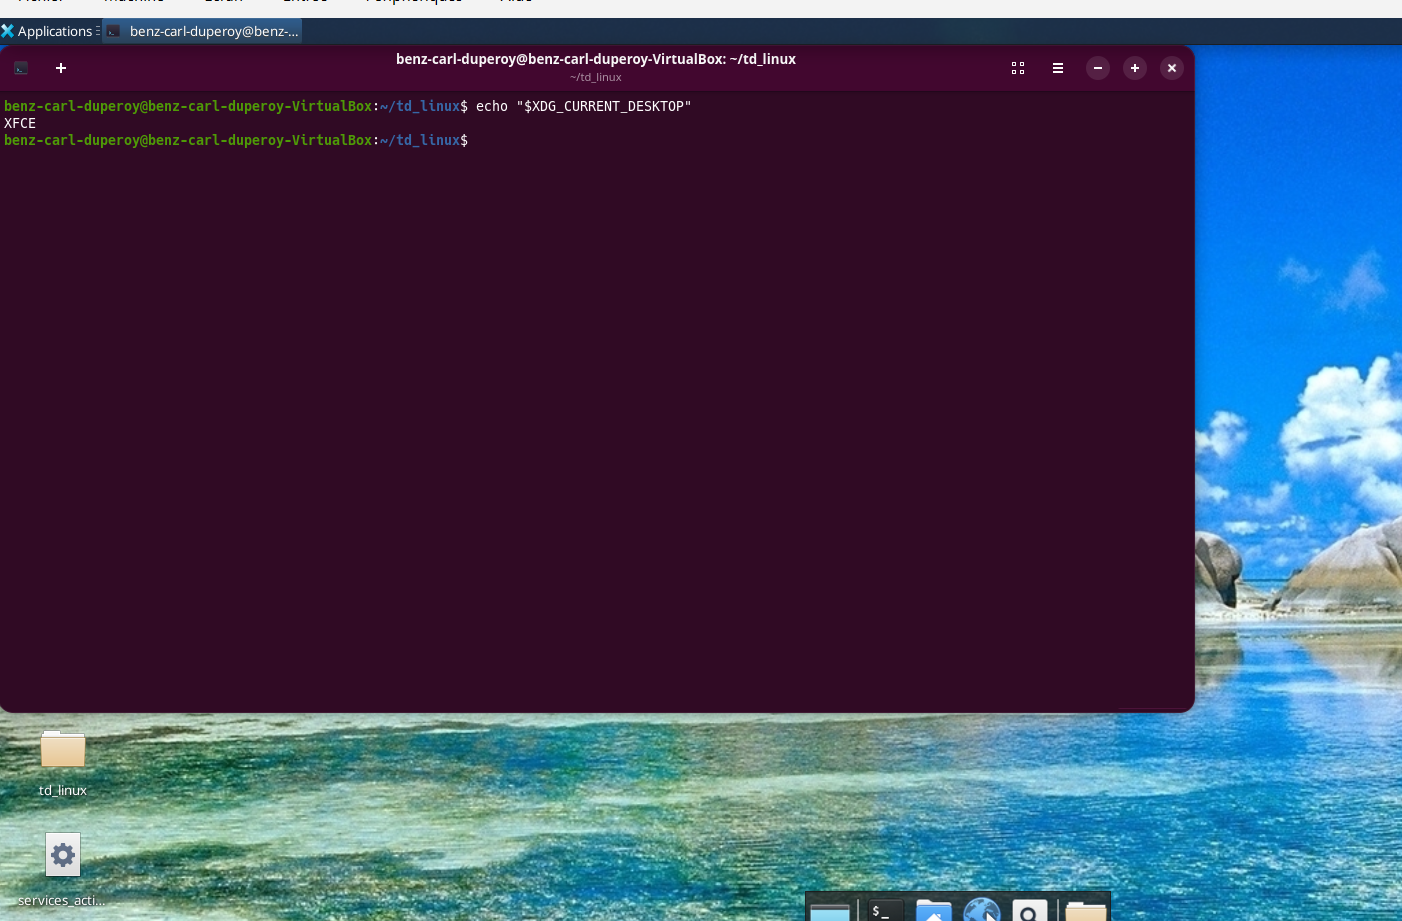 Applications
benz-carl-duperoy@benz-...
benz-carl-duperoy@benz-carl-duperoy-VirtualBox: ~/td_linux
~/td_linux
benz-carl-duperoy@benz-carl-duperoy-VirtualBox:~/td_linux$ echo "$XDG_CURRENT_DESKTOP"
XFCE
benz-carl-duperoy@benz-carl-duperoy-VirtualBox:~/td_linux$
td_linux
services_acti...
$_